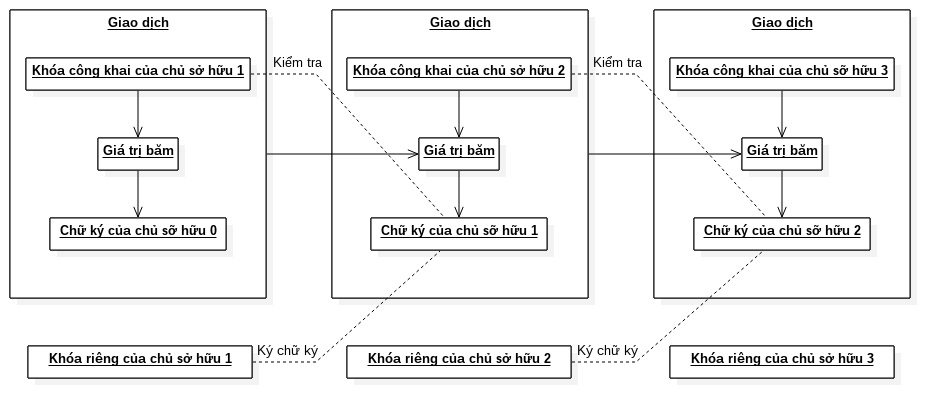 Giao dịch
Giao dịch
Giao dịch
Khóa công khai của chủ sở hữu 1
Kiểm tra
Khóa công khai của chủ sở hữu 2
Kiểm tra
Khóa công khai của chủ sỡ hữu 3
Giá trị băm
Giá trị băm
Giá trị băm
Chữ ký của chủ sỡ hữu 0
Chữ ký của chủ sỡ hữu 1
Chữ ký của chủ sỡ hữu 2
Khóa riêng của chủ sở hữu 1
Ký chữ ký
Khóa riêng của chủ sở hữu 2
Ký chữ ký
Khóa riêng của chủ sở hữu 3